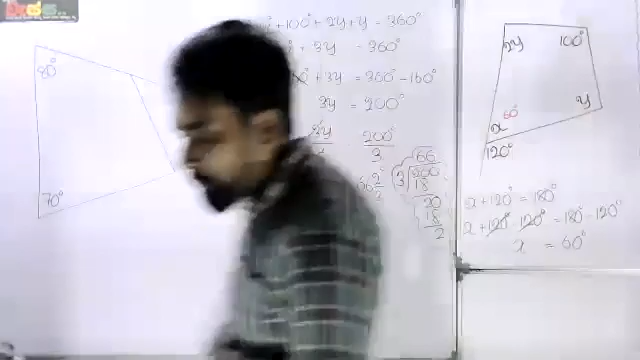 80°
70°
+ 100° + 2y + y = 360°
+ 3y = 360°
+ 3y = 360° - 160°
3y = 200°
3y
200°
3
66
3 200
18
20
18
2
66 2/3
2y
100°
y
60°
x
120°
x + 120° = 180°
x + 120° 120° = 180° - 120°
x = 60°